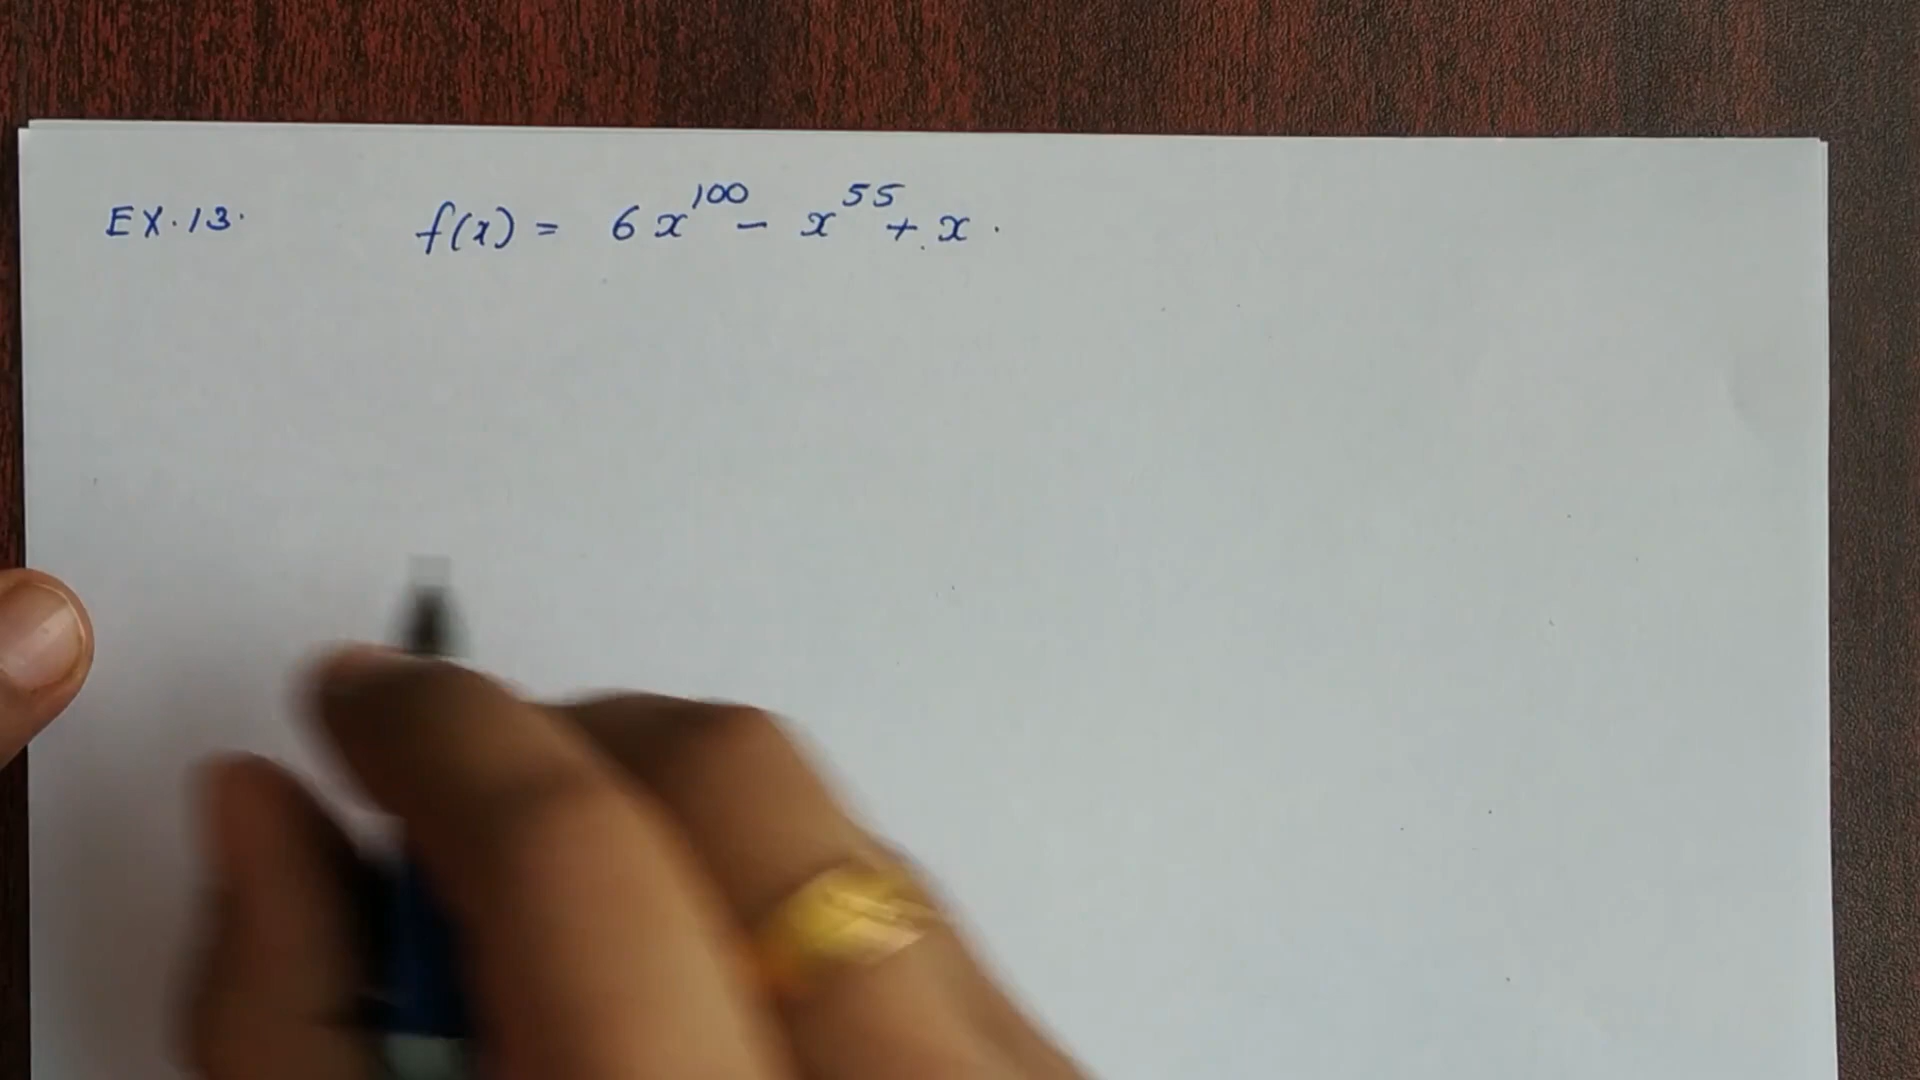 EX.13. f(x) = 6x^100 - x^55 + x.